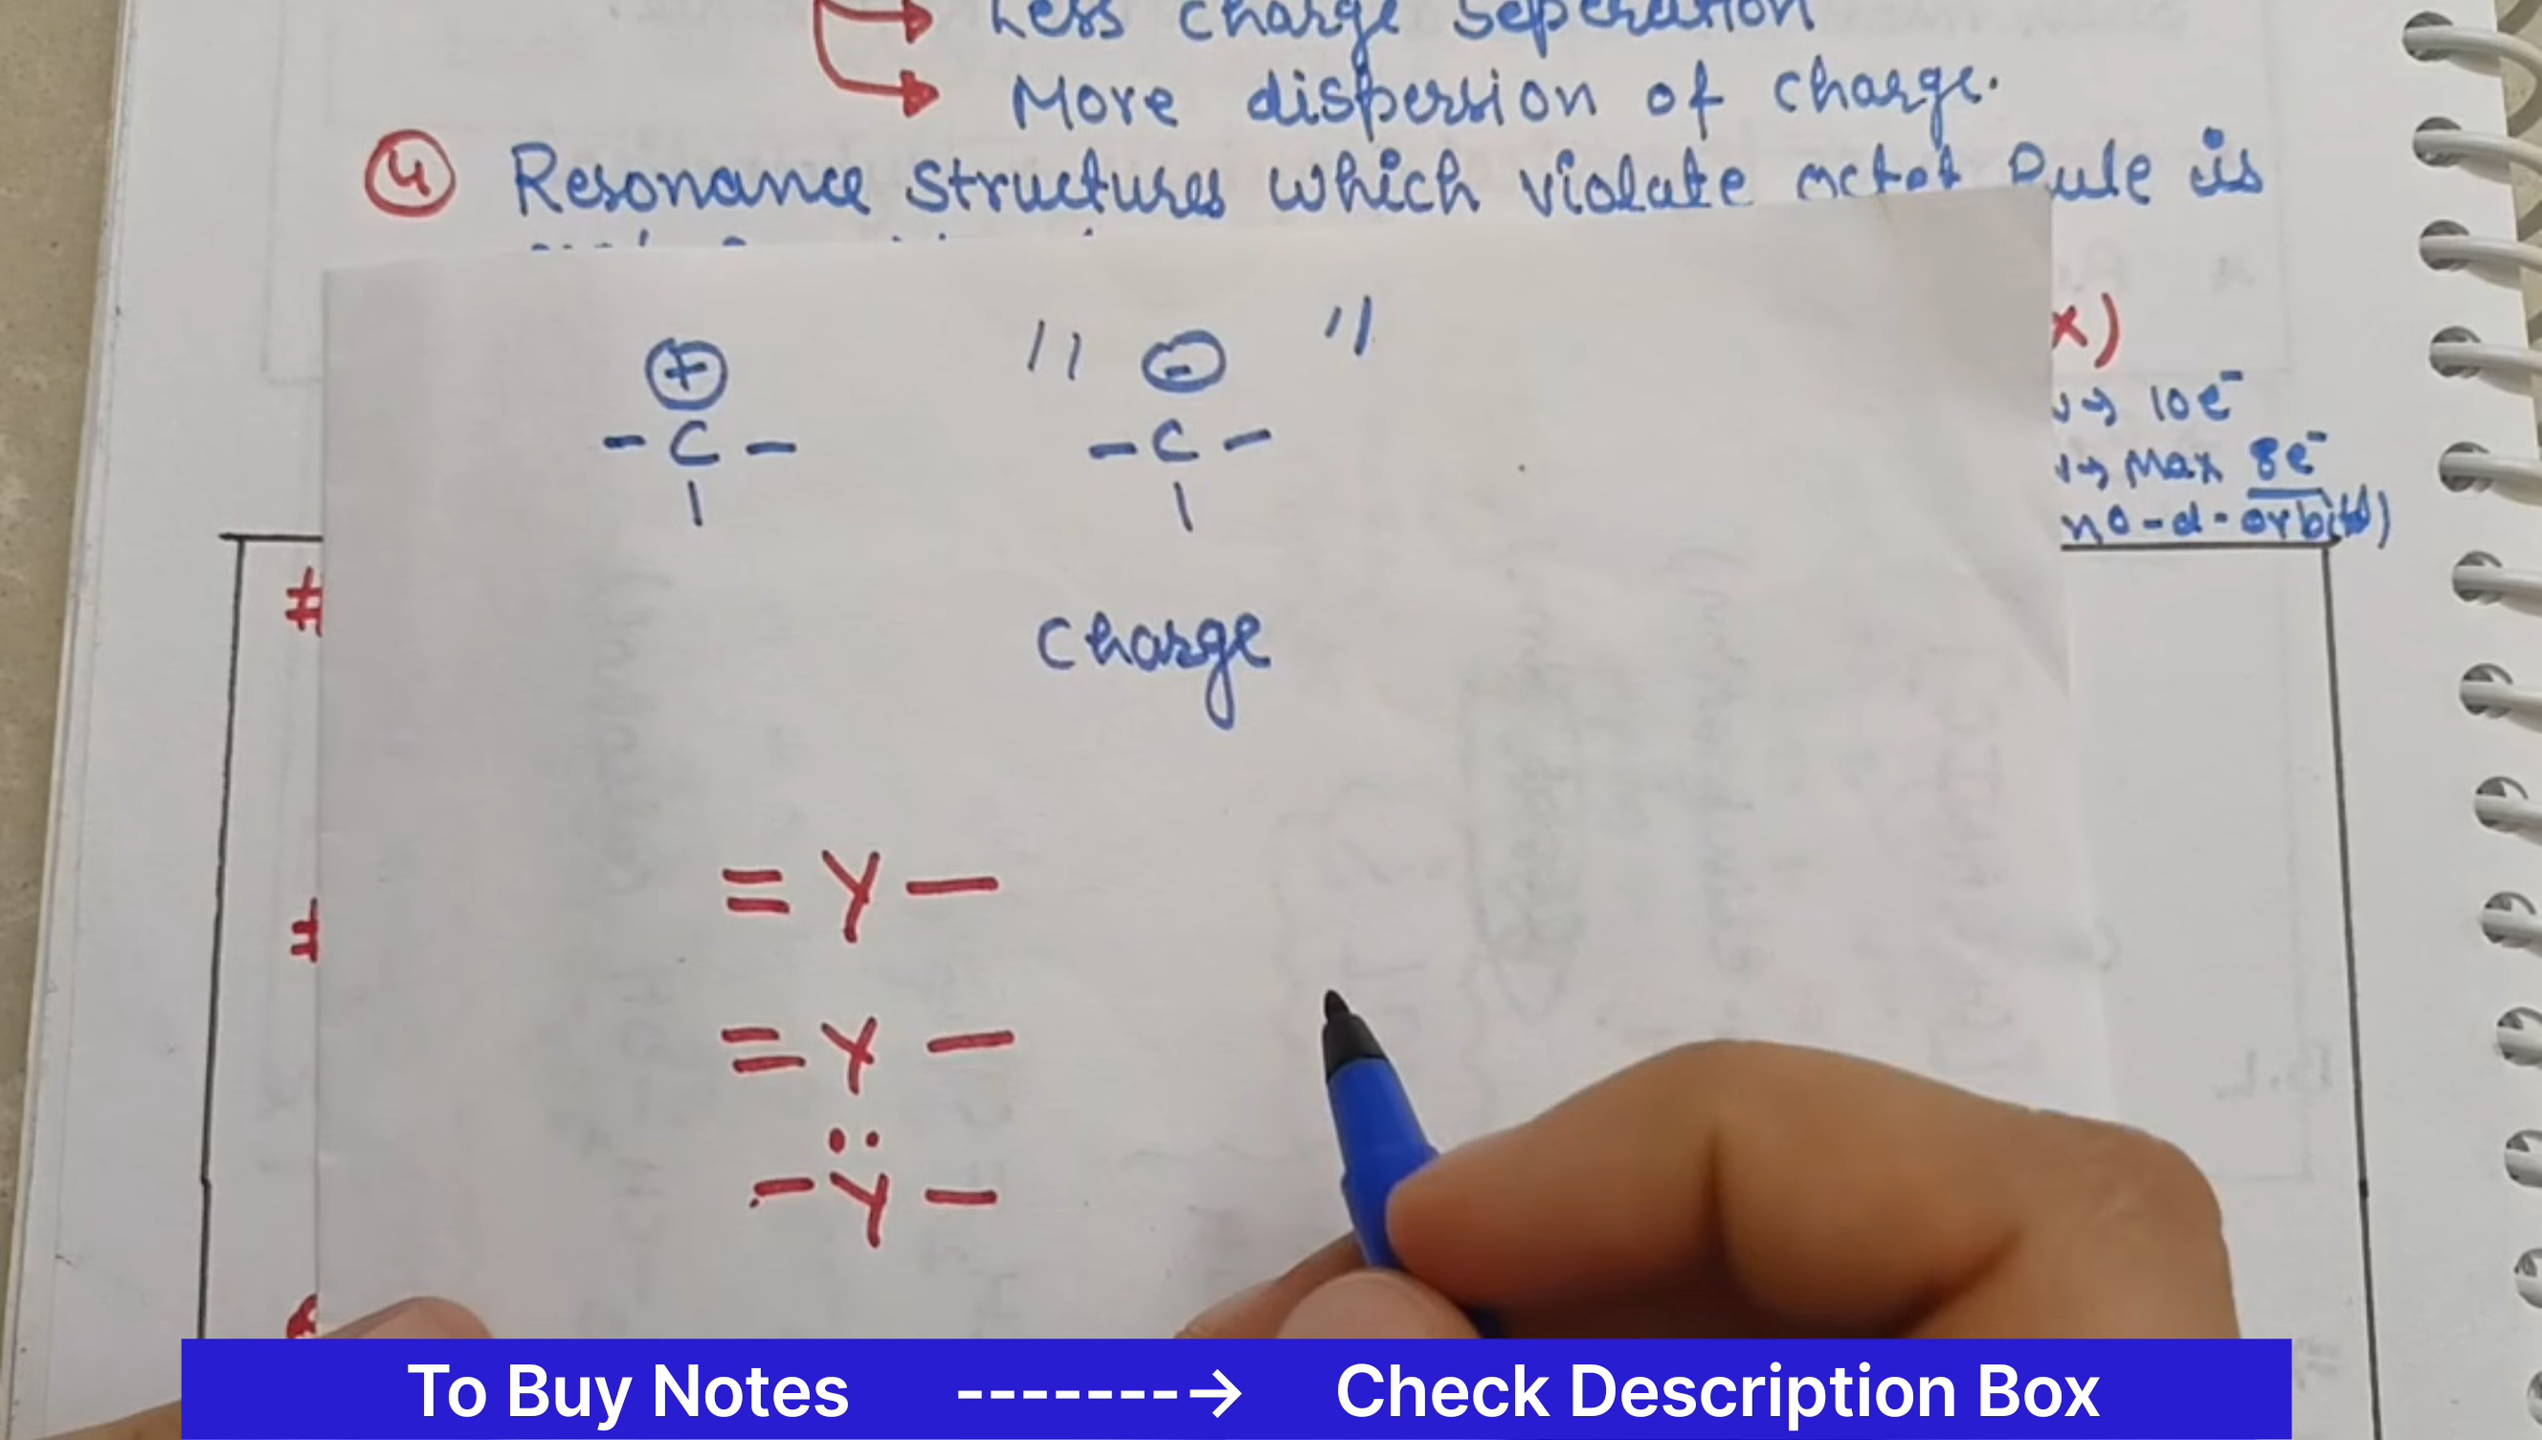 Less charge seperation
More dispersion of charge.
④ Resonance structures which violate octet Rule is
x)
→ 10e⁻
→ Max 8e⁻
no-d-orbital)
#
⊕
-C-
|
" ⊖ "
-C-
|
charge
= Y -
= Y -
- Ÿ -
To Buy Notes -------→ Check Description Box